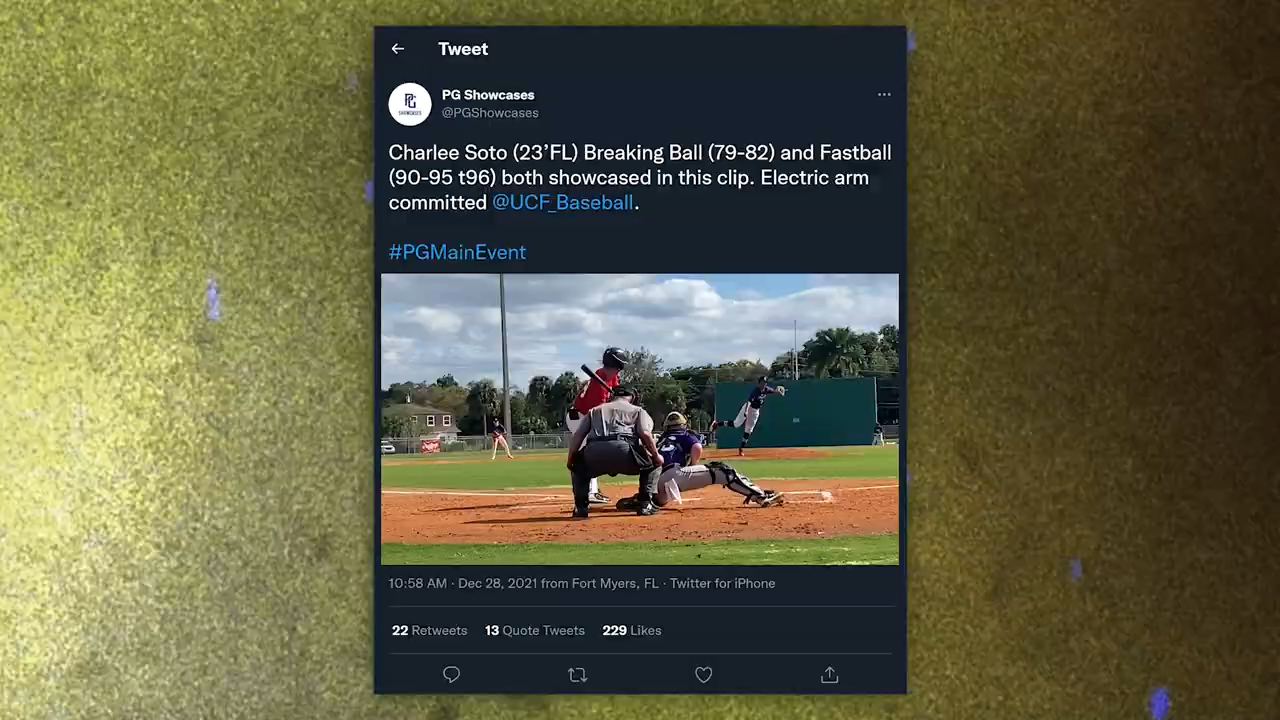 Tweet
PG
SHOWCASES
PG Showcases
@PGShowcases
Charlee Soto (23’FL) Breaking Ball (79-82) and Fastball
(90-95 t96) both showcased in this clip. Electric arm
committed @UCF_Baseball.
#PGMainEvent
10:58 AM · Dec 28, 2021 from Fort Myers, FL · Twitter for iPhone
22 Retweets 13 Quote Tweets 229 Likes